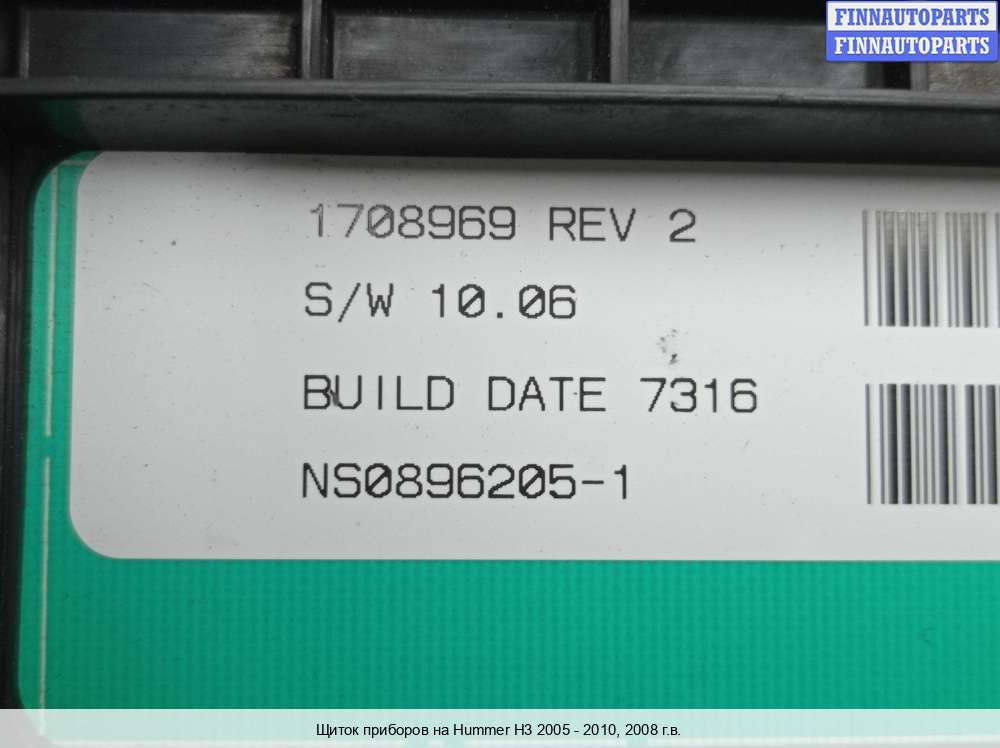 FINNAUTOPARTS
FINNAUTOPARTS
1708969 REV 2
S/W 10.06
BUILD DATE 7316
NS0896205-1
Щиток приборов на Hummer H3 2005 - 2010, 2008 г.в.